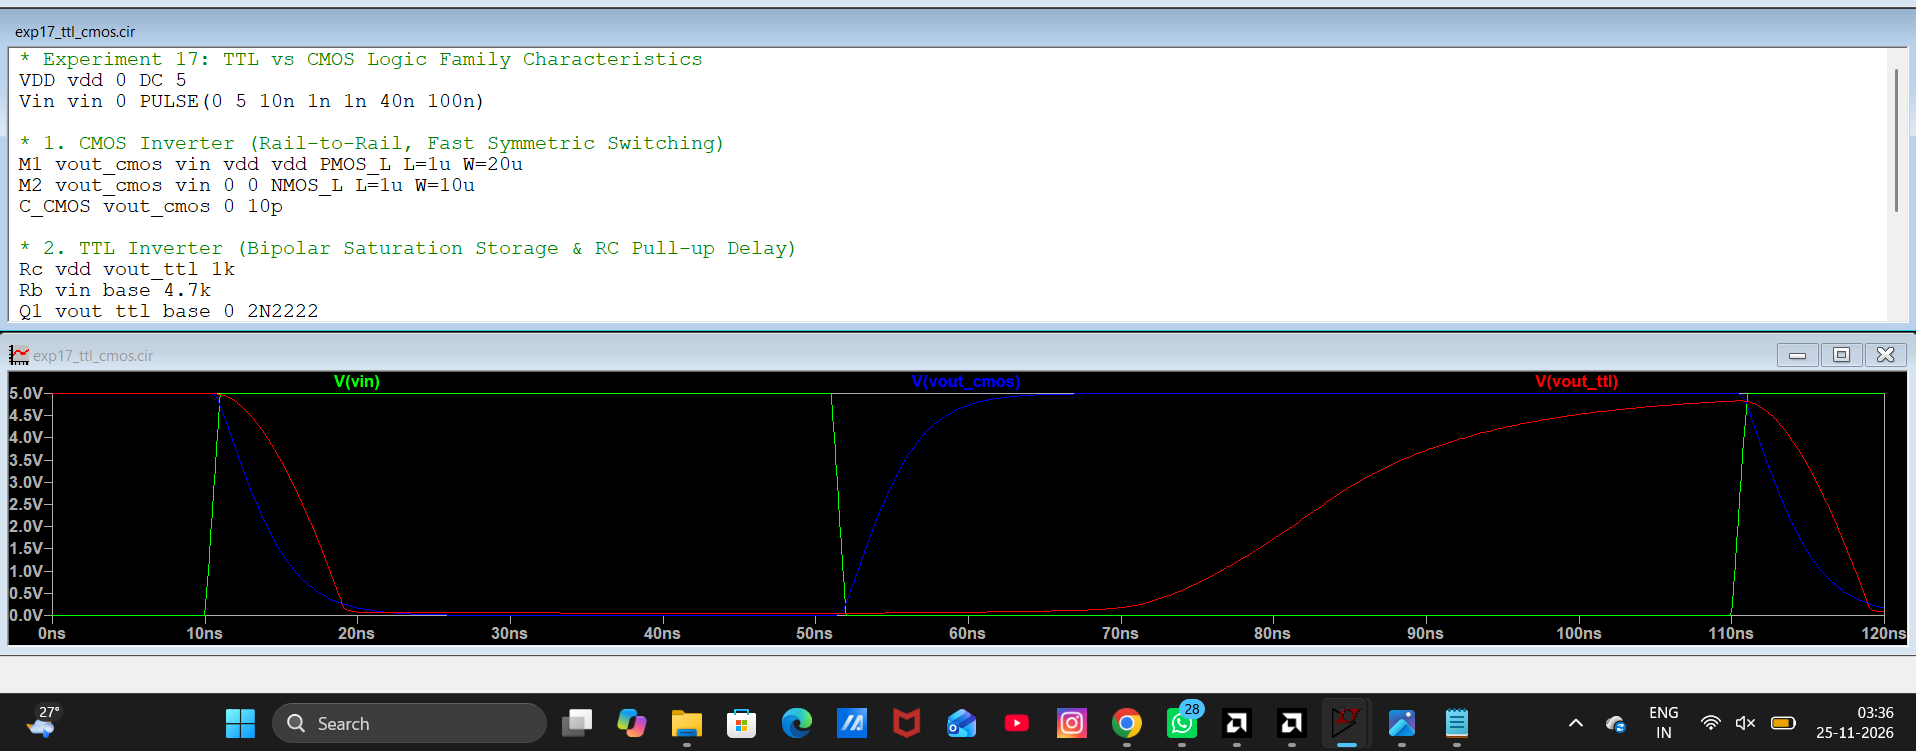 exp17_ttl_cmos.cir
* Experiment 17: TTL vs CMOS Logic Family Characteristics
VDD vdd 0 DC 5
Vin vin 0 PULSE(0 5 10n 1n 1n 40n 100n)
* 1. CMOS Inverter (Rail-to-Rail, Fast Symmetric Switching)
M1 vout_cmos vin vdd vdd PMOS_L L=1u W=20u
M2 vout_cmos vin 0 0 NMOS_L L=1u W=10u
C_CMOS vout_cmos 0 10p
* 2. TTL Inverter (Bipolar Saturation Storage & RC Pull-up Delay)
Rc vdd vout_ttl 1k
Rb vin base 4.7k
Q1 vout_ttl base 0 2N2222
exp17_ttl_cmos.cir
V(vin) V(vout_cmos) V(vout_ttl)
5.0V
4.5V
4.0V
3.5V
3.0V
2.5V
2.0V
1.5V
1.0V
0.5V
0.0V
0ns 10ns 20ns 30ns 40ns 50ns 60ns 70ns 80ns 90ns 100ns 110ns 120ns
27°
Search
28
ENG
IN
03:36
25-11-2026